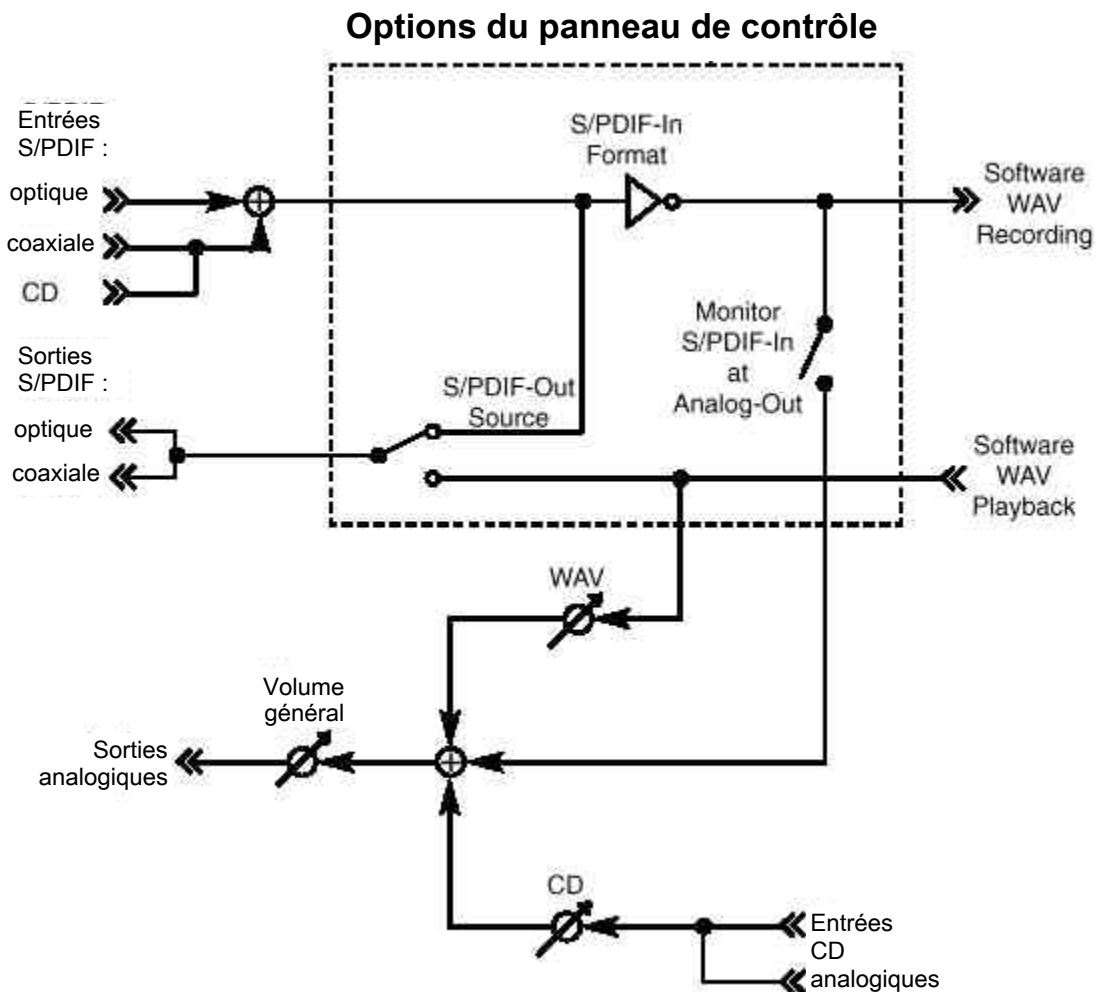 Options du panneau de contrôle
Entrées
S/PDIF :
optique
coaxiale
CD
S/PDIF-In
Format
Software
WAV
Recording
Monitor
S/PDIF-In
at
Analog-Out
Sorties
S/PDIF :
optique
coaxiale
S/PDIF-Out
Source
Software
WAV
Playback
WAV
Volume
général
Sorties
analogiques
CD
Entrées
CD
analogiques